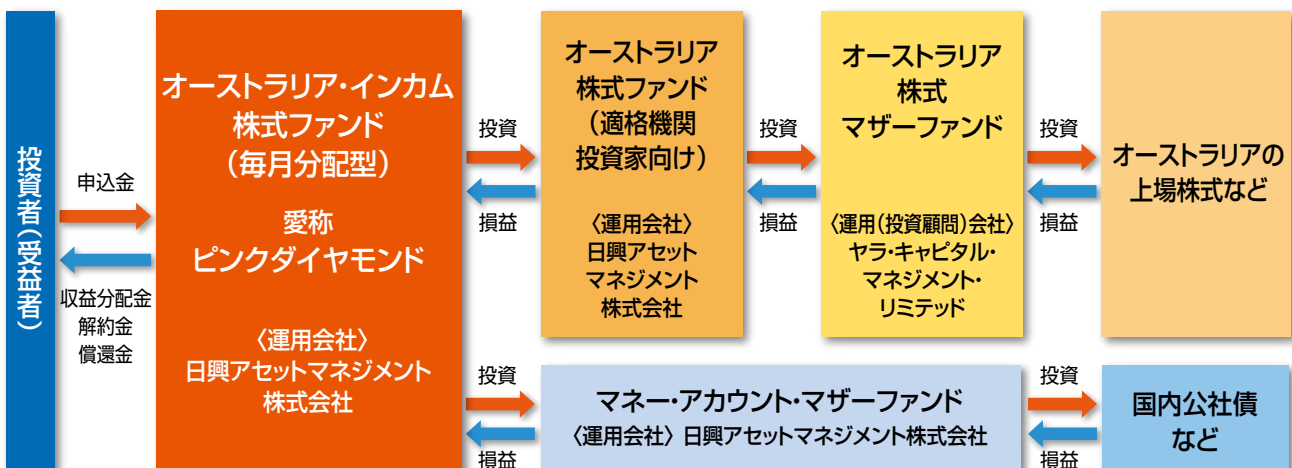 投資者（受益者）
申込金
収益分配金
解約金
償還金
オーストラリア・インカム
株式ファンド
（毎月分配型）
愛称
ピンクダイヤモンド
〈運用会社〉
日興アセットマネジメント
株式会社
投資
損益
オーストラリア
株式ファンド
（適格機関
投資家向け）
〈運用会社〉
日興アセット
マネジメント
株式会社
投資
損益
オーストラリア
株式
マザーファンド
〈運用（投資顧問）会社〉
ヤラ・キャピタル・
マネジメント・
リミテッド
投資
損益
オーストラリアの
上場株式など
投資
損益
マネー・アカウント・マザーファンド
〈運用会社〉 日興アセットマネジメント株式会社
投資
損益
国内公社債
など